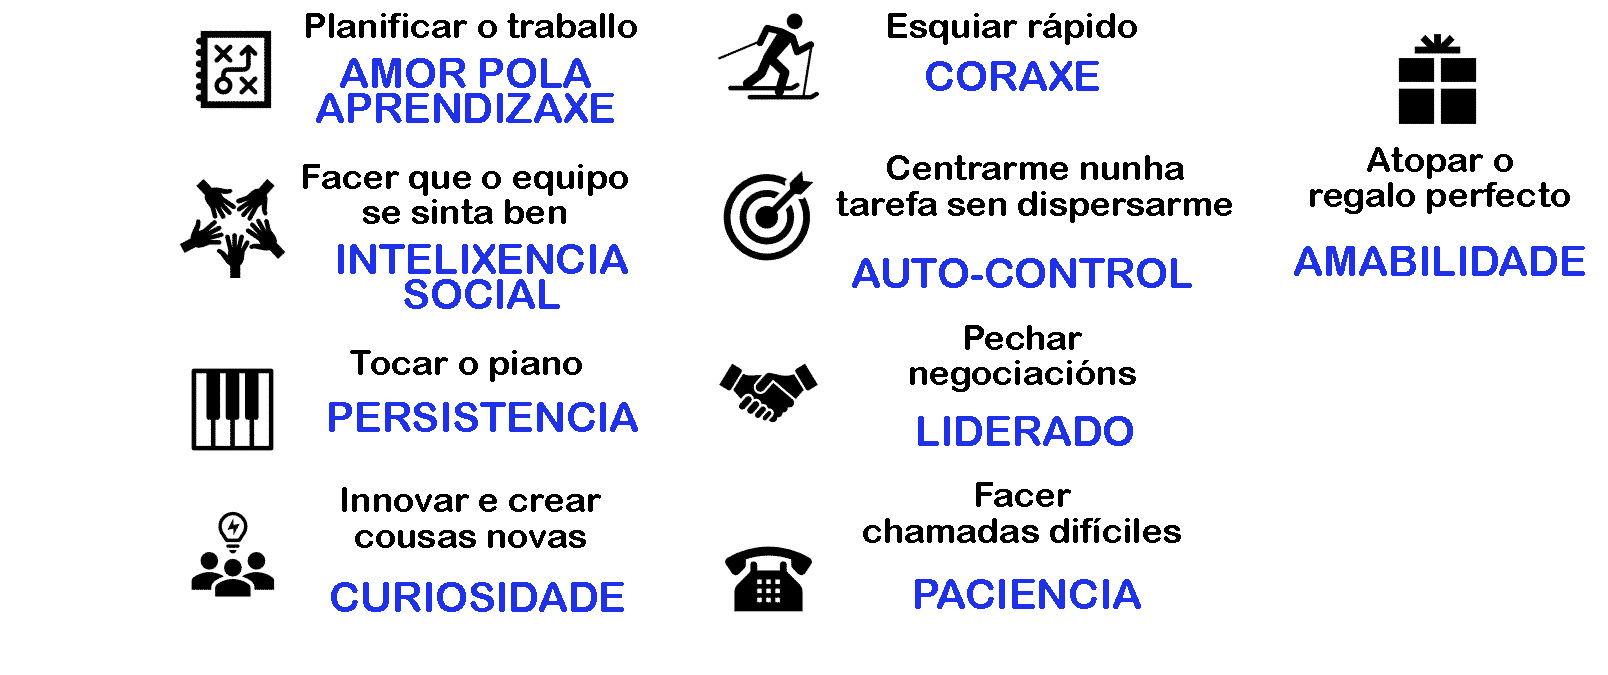 Planificar o traballo
AMOR POLA
APRENDIZAXE
Facer que o equipo
se sinta ben
INTELIXENCIA
SOCIAL
Tocar o piano
PERSISTENCIA
Innovar e crear
cousas novas
CURIOSIDADE
Esquiar rápido
CORAXE
Centrarme nunha
tarefa sen dispersarme
AUTO-CONTROL
Pechar
negociacións
LIDERADO
Facer
chamadas difíciles
PACIENCIA
Atopar o
regalo perfecto
AMABILIDADE